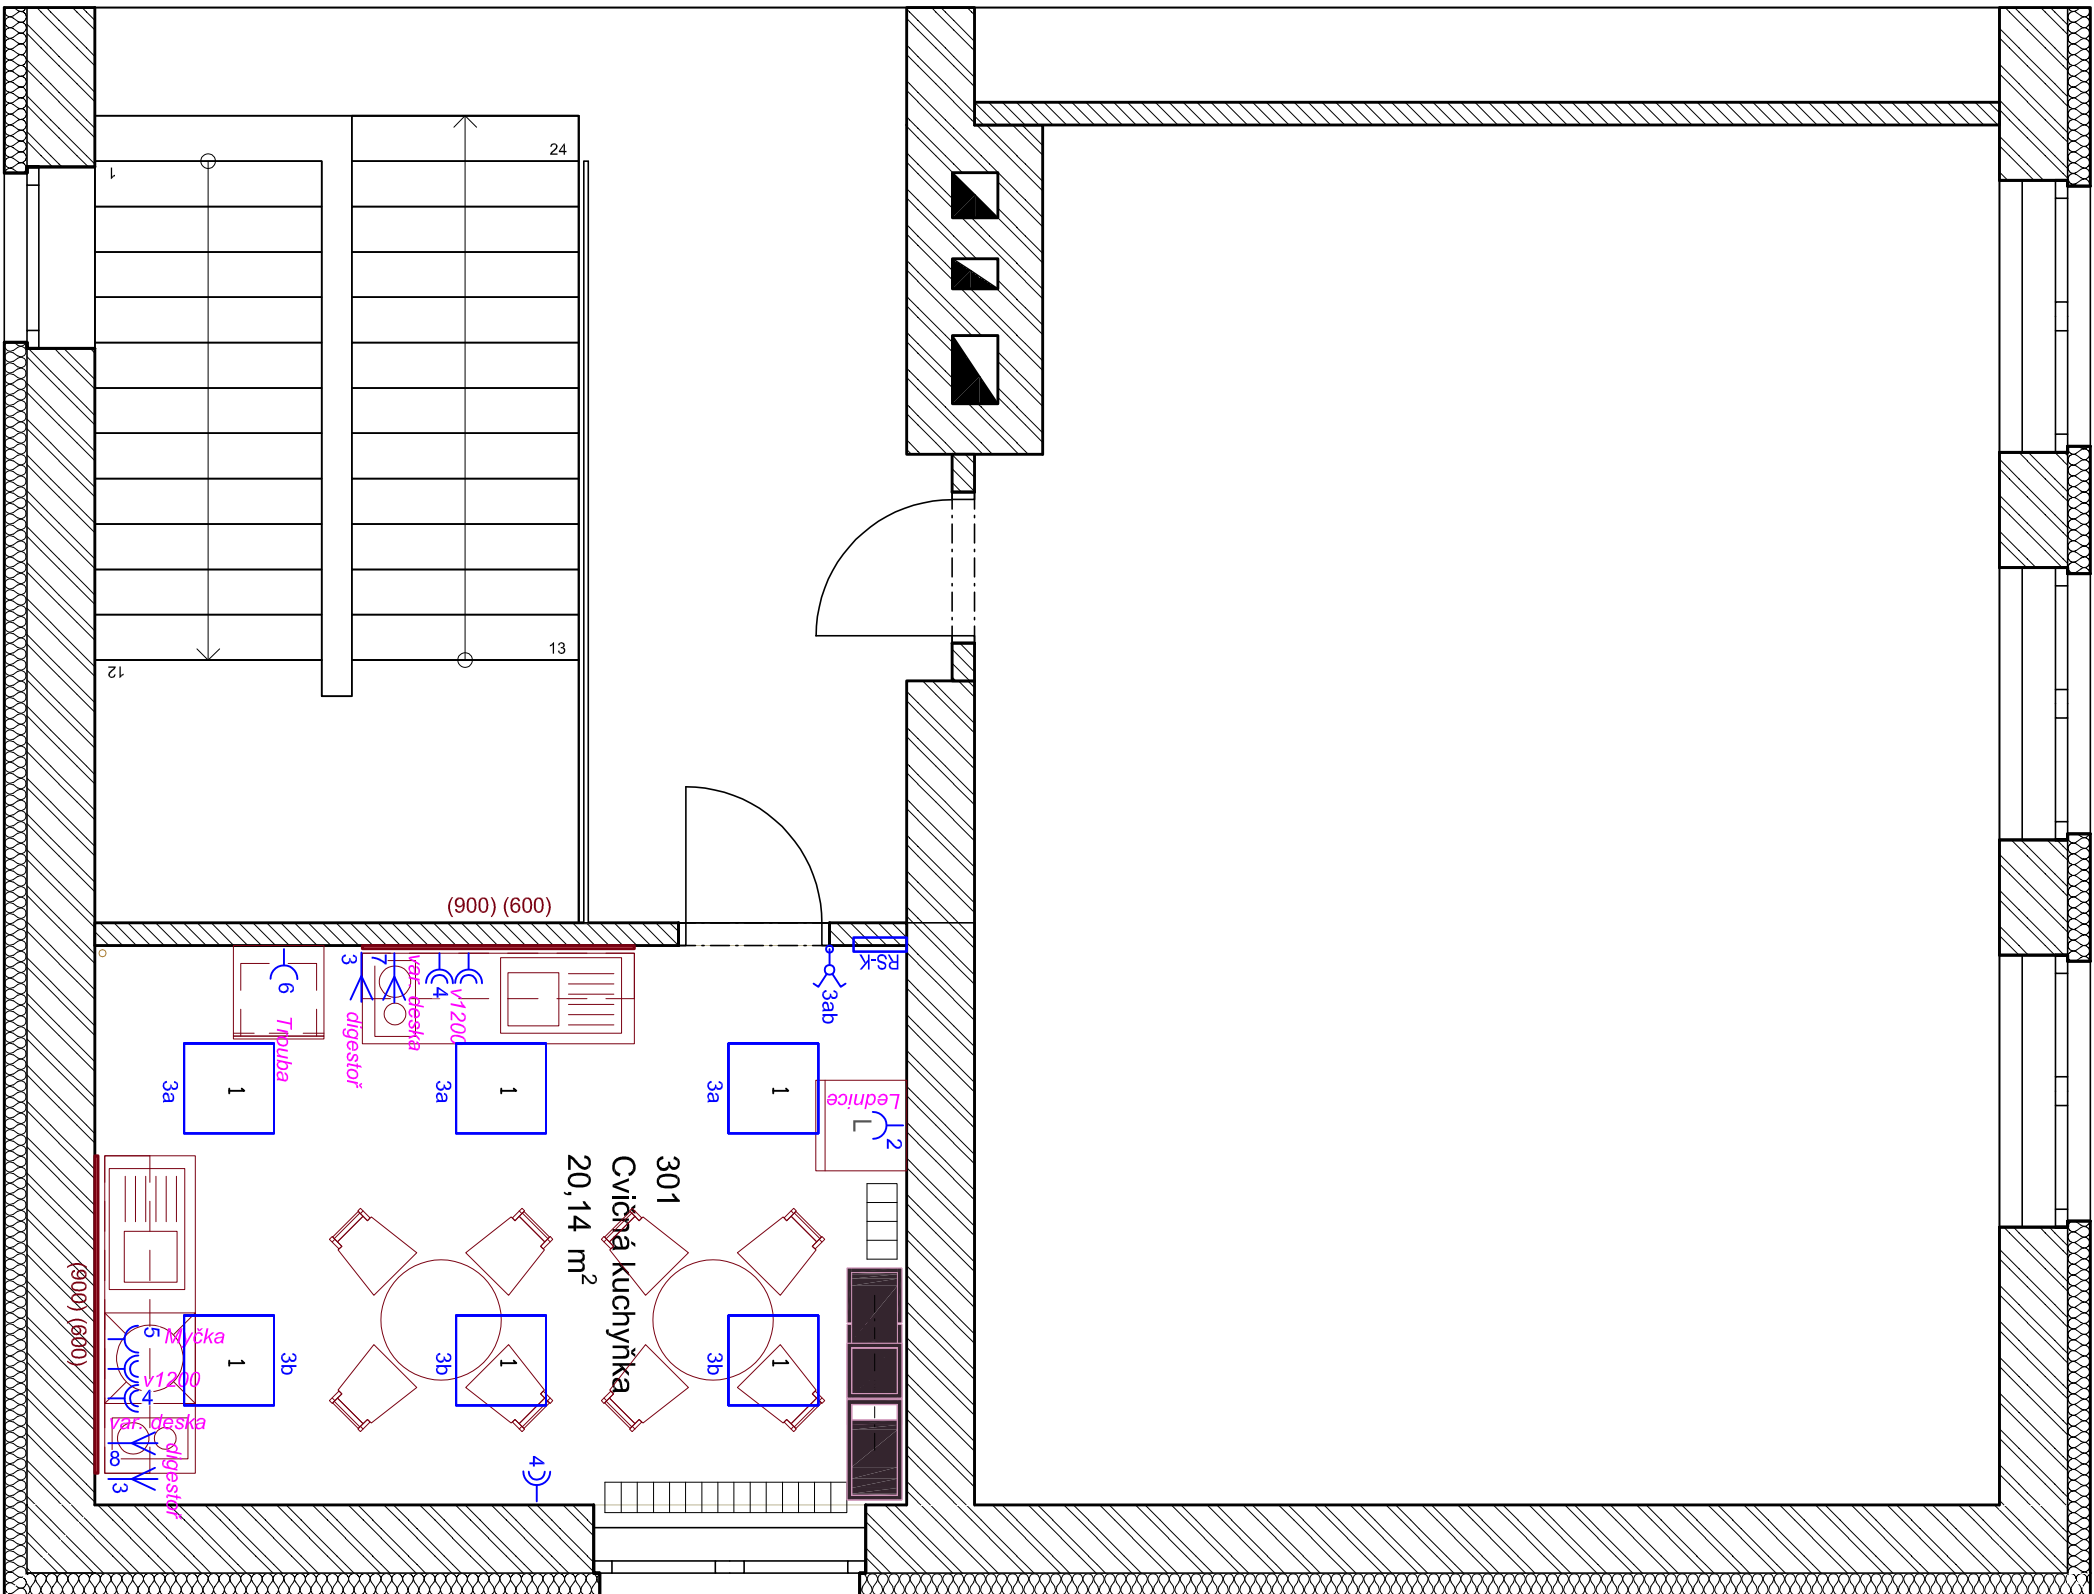 24
1
13
12
(900) (600)
RS-K
3ab
6
3
7
4
Trouba
digestoř
var. deska
v1200
3a
1
3a
1
3a
1
Lednice
L
2
301
Cvičná kuchyňka
20,14 m²
(900) (600)
5
Myčka
v1200
4
var. deska
digestoř
8
3
1
3b
3b
1
3b
1
4